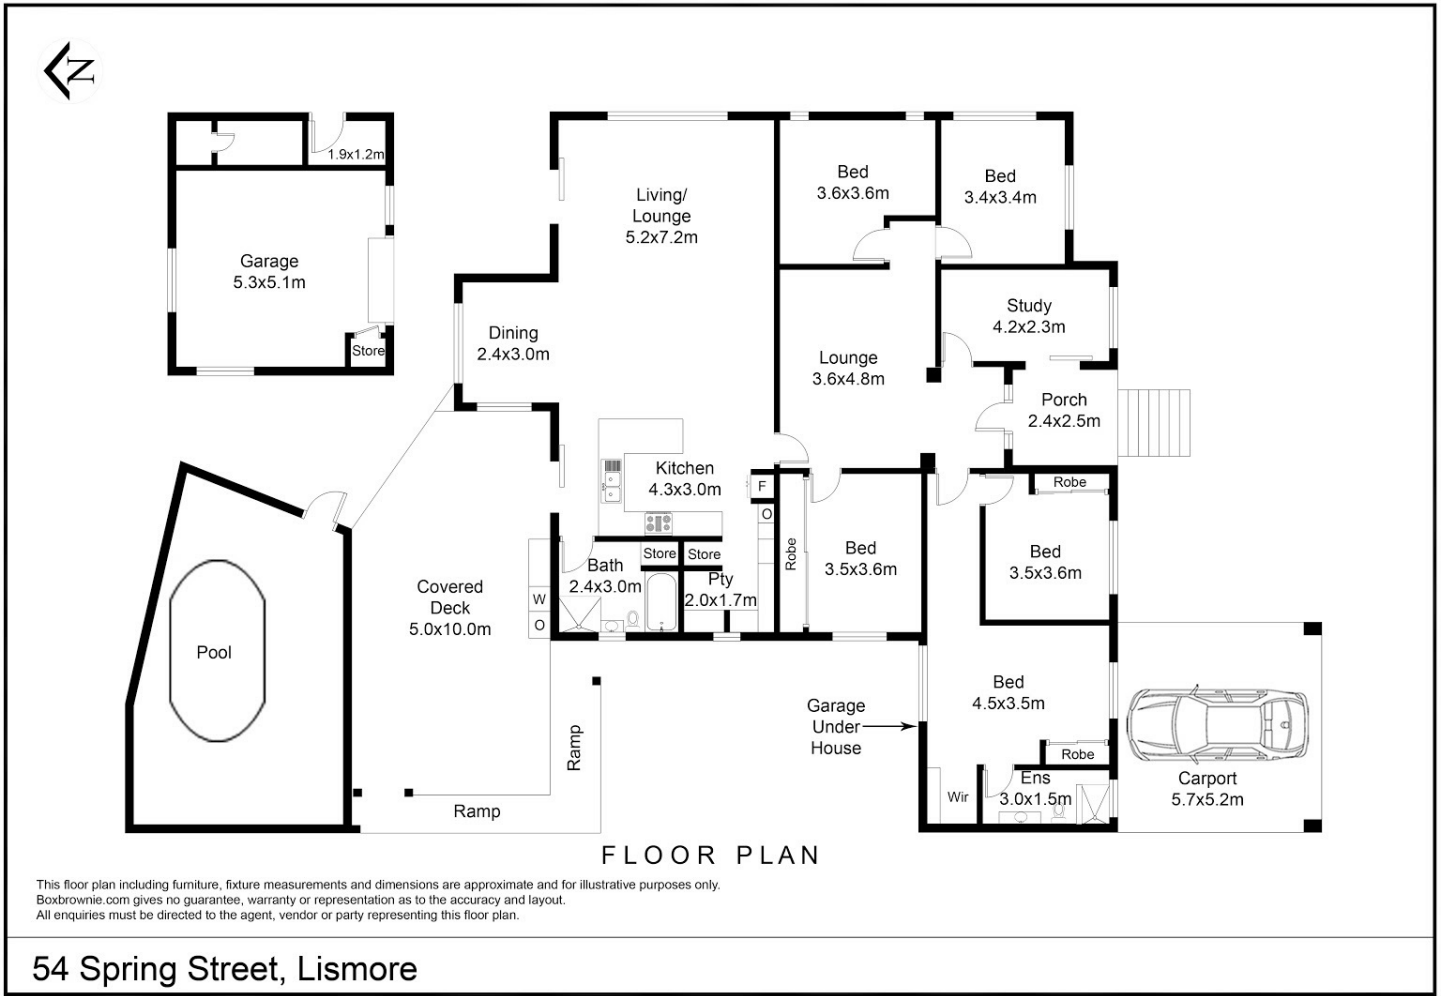 N
1.9x1.2m
Garage
5.3x5.1m
Store
Living/
Lounge
5.2x7.2m
Bed
3.6x3.6m
Bed
3.4x3.4m
Dining
2.4x3.0m
Study
4.2x2.3m
Lounge
3.6x4.8m
Porch
2.4x2.5m
Kitchen
4.3x3.0m
F
O
Robe
Bath
2.4x3.0m
Store
Store
Pty
2.0x1.7m
Robe
Bed
3.5x3.6m
Bed
3.5x3.6m
Covered
Deck
5.0x10.0m
W
O
Pool
Ramp
Ramp
Garage
Under
House
Bed
4.5x3.5m
Robe
Wir
Ens
3.0x1.5m
Carport
5.7x5.2m
FLOOR PLAN
This floor plan including furniture, fixture measurements and dimensions are approximate and for illustrative purposes only.
Boxbrownie.com gives no guarantee, warranty or representation as to the accuracy and layout.
All enquiries must be directed to the agent, vendor or party representing this floor plan.
54 Spring Street, Lismore